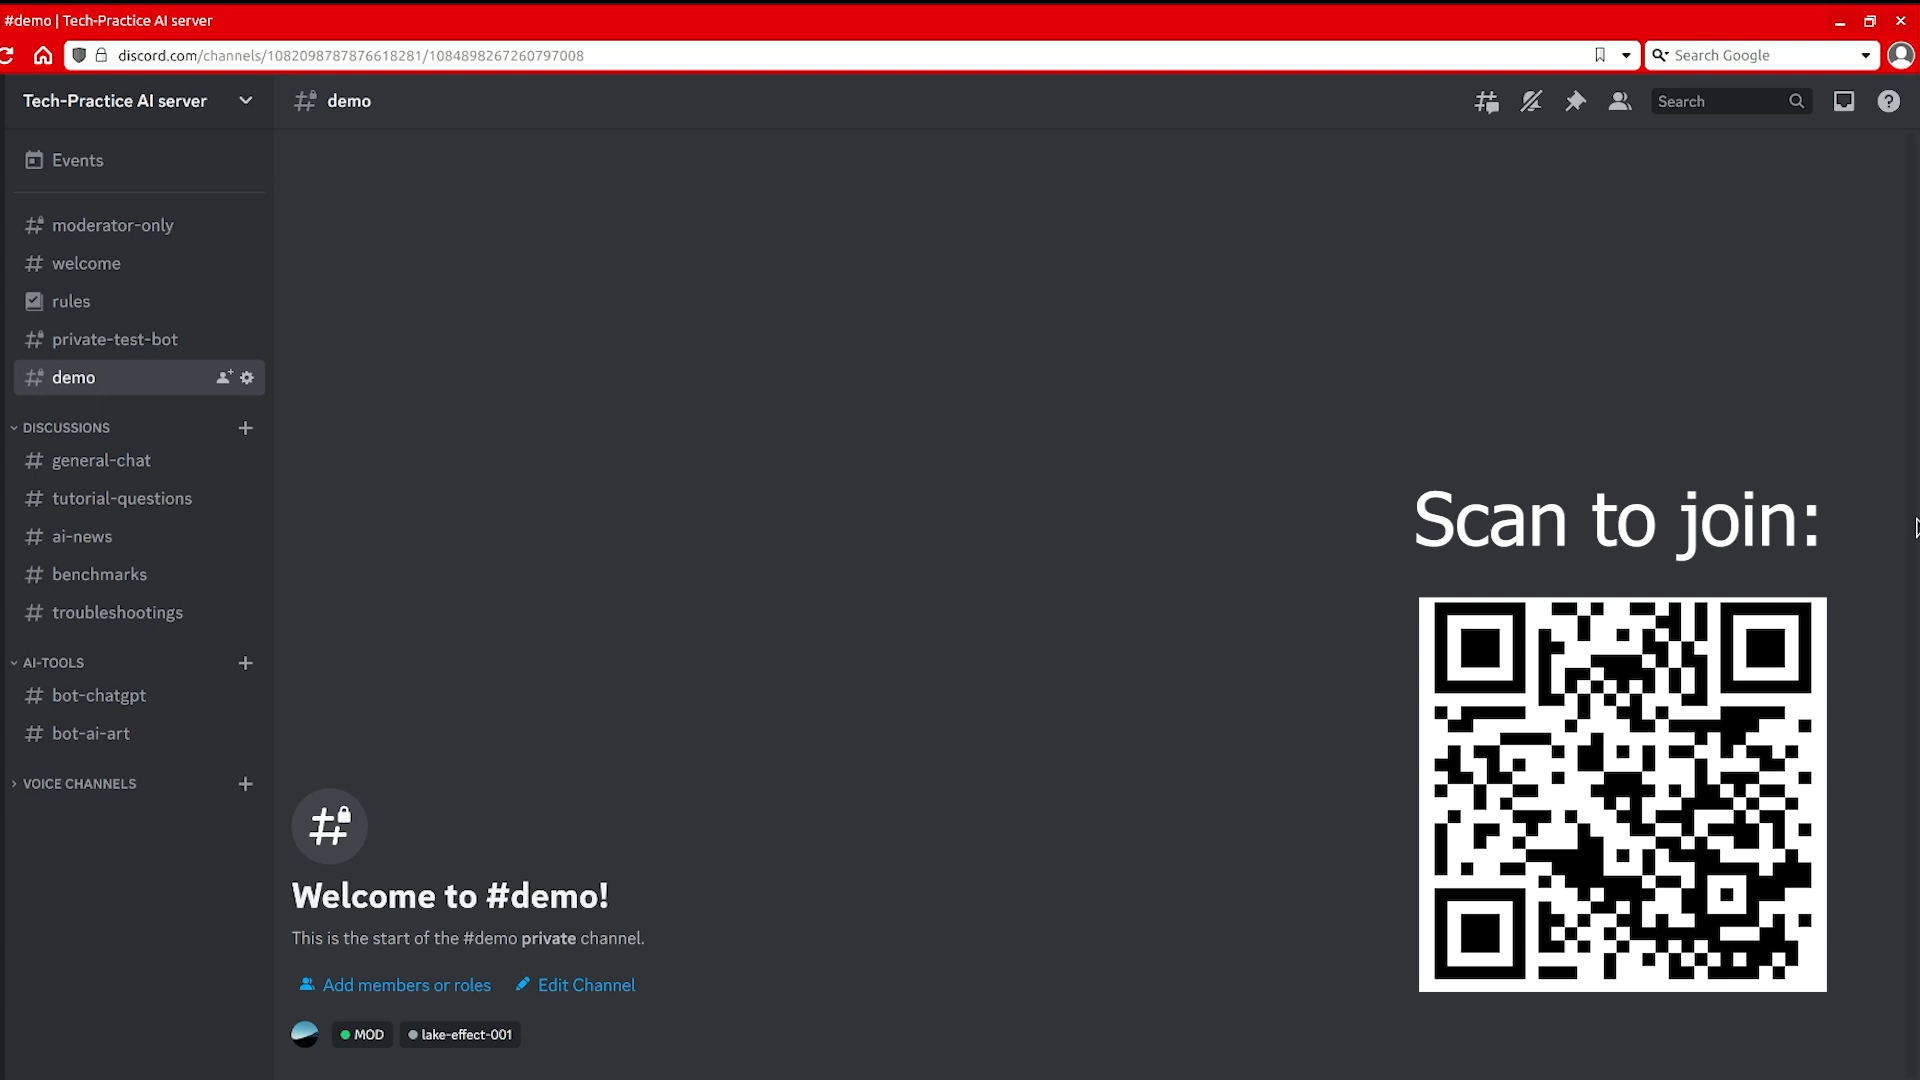 #demo | Tech-Practice AI server
discord.com/channels/1082098787876618281/1084898267260797008
Search Google
Tech-Practice AI server
demo
Search
Events
moderator-only
welcome
rules
private-test-bot
demo
DISCUSSIONS
general-chat
tutorial-questions
ai-news
benchmarks
troubleshootings
AI-TOOLS
bot-chatgpt
bot-ai-art
VOICE CHANNELS
Scan to join:
Welcome to #demo!
This is the start of the #demo private channel.
Add members or roles
Edit Channel
MOD
lake-effect-001